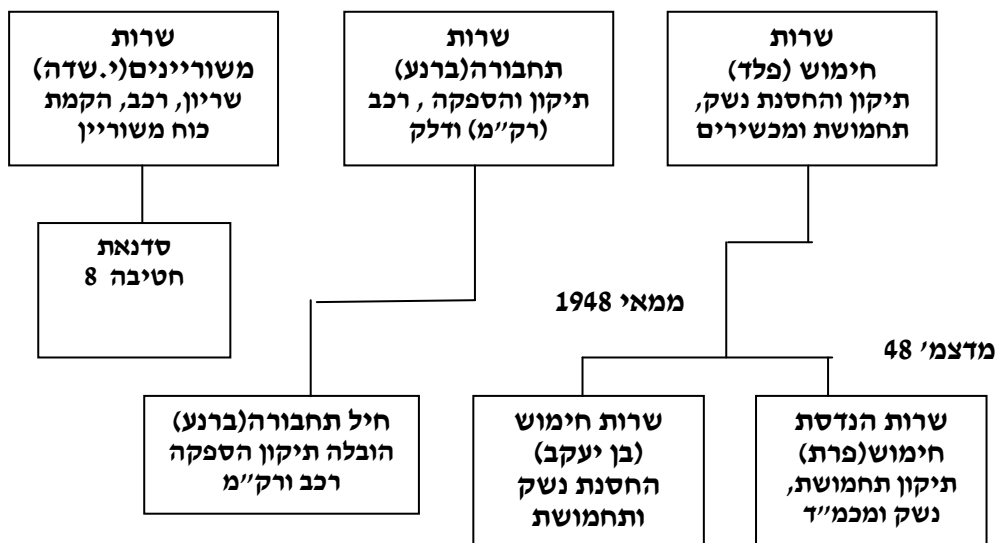 שרות
חימוש (פלד)
תיקון והחסנת נשק,
תחמושת ומכשירים
שרות
תחבורה(ברנע)
תיקון והספקה , רכב
(רק״מ) ודלק
שרות
משוריינים(י.שדה)
שריון, רכב, הקמת
כוח משוריין
סדנאת
חטיבה 8
ממאי 1948
מדצמ׳ 48
שרות הנדסת
חימוש(פרת)
תיקון תחמושת,
נשק ומכמ״ד
שרות חימוש
(בן יעקב)
החסנת נשק
ותחמושת
חיל תחבורה(ברנע)
הובלה תיקון הספקה
רכב ורק״מ